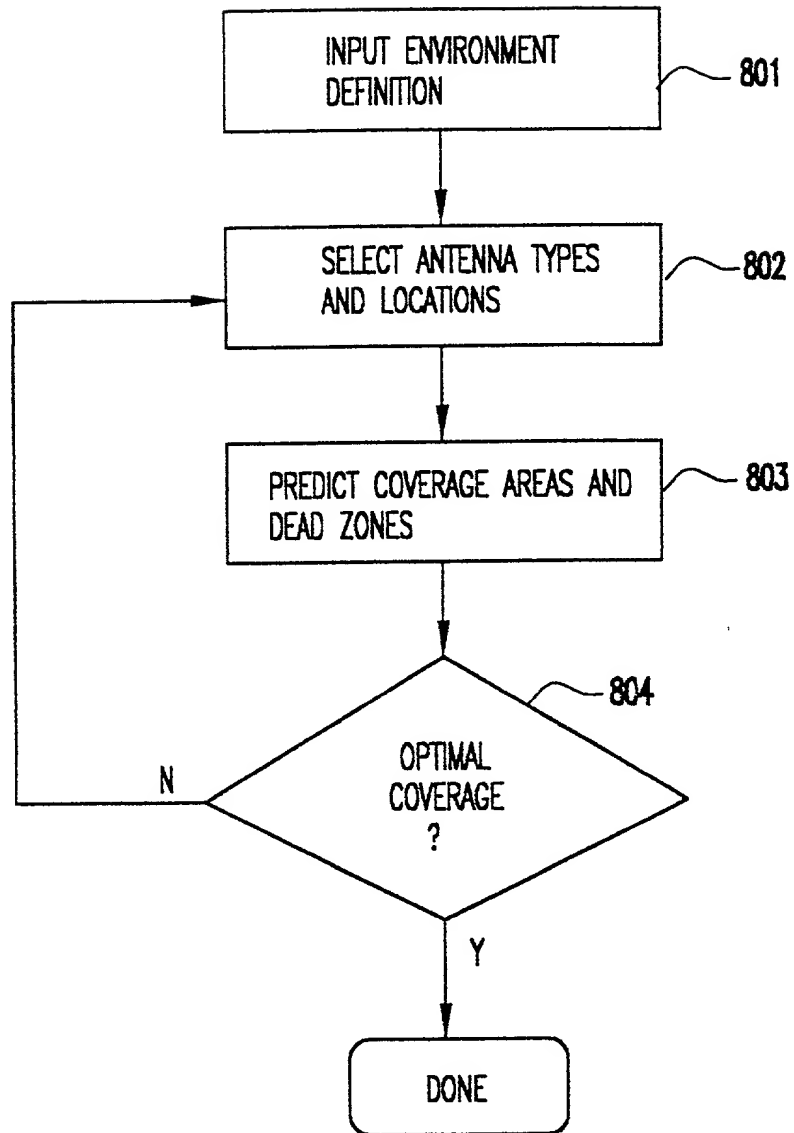 INPUT ENVIRONMENT
DEFINITION
801
SELECT ANTENNA TYPES
AND LOCATIONS
802
PREDICT COVERAGE AREAS AND
DEAD ZONES
803
804
OPTIMAL
COVERAGE
?
N
Y
DONE